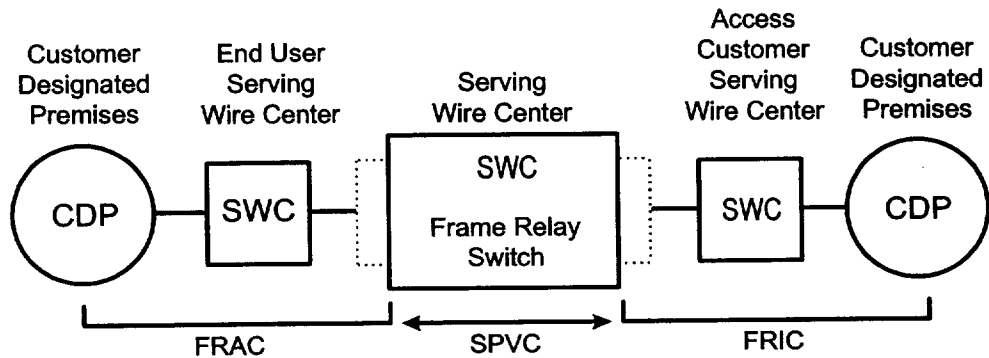 Customer
Designated
Premises
End User
Serving
Wire Center
Serving
Wire Center
Access
Customer
Serving
Wire Center
Customer
Designated
Premises
CDP
SWC
SWC
Frame Relay
Switch
SWC
CDP
FRAC
SPVC
FRIC